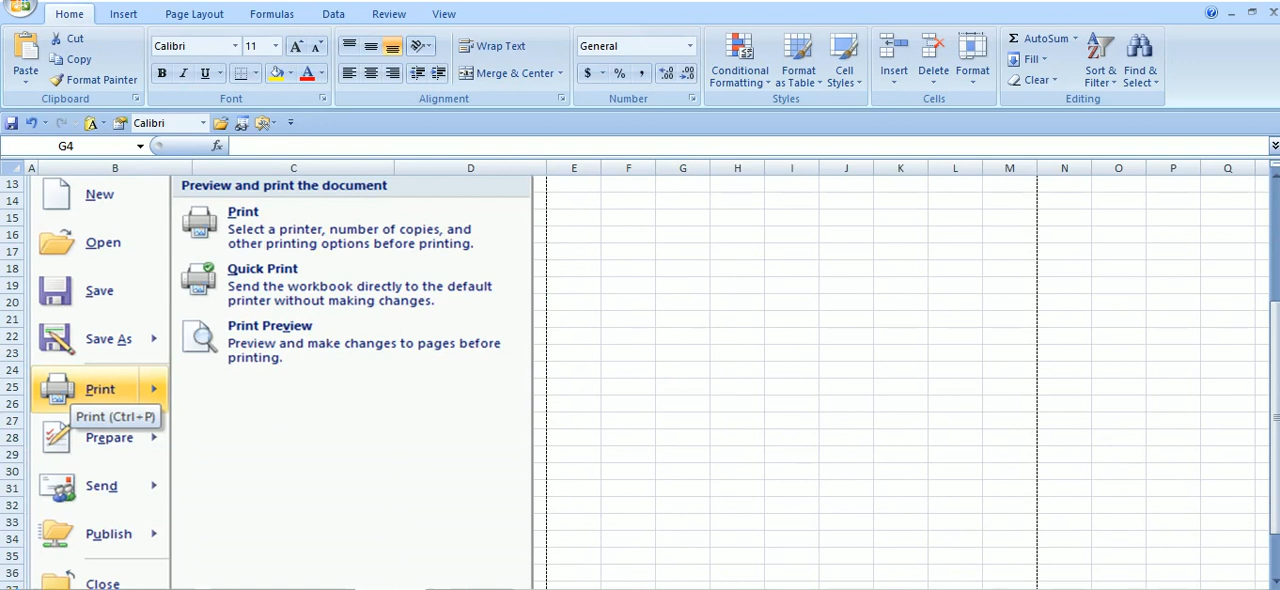 Home Insert Page Layout Formulas Data Review View
Cut
Copy
Format Painter
Paste
Clipboard
Calibri 11 A A
B I U A
Font
Wrap Text
Merge & Center
Alignment
General
$ % , .00
Number
Conditional Formatting
Format as Table
Cell Styles
Styles
Insert Delete Format
Cells
Σ AutoSum
Fill
Clear
Sort & Filter
Find & Select
Editing
A Calibri
G4 fx
A B C D E F G H I J K L M N O P Q
13
14
15
16
17
18
19
20
21
22
23
24
25
26
27
28
29
30
31
32
33
34
35
36
New
Open
Save
Save As
Print
Print (Ctrl+P)
Prepare
Send
Publish
Close
Preview and print the document
Print
Select a printer, number of copies, and
other printing options before printing.
Quick Print
Send the workbook directly to the default
printer without making changes.
Print Preview
Preview and make changes to pages before
printing.